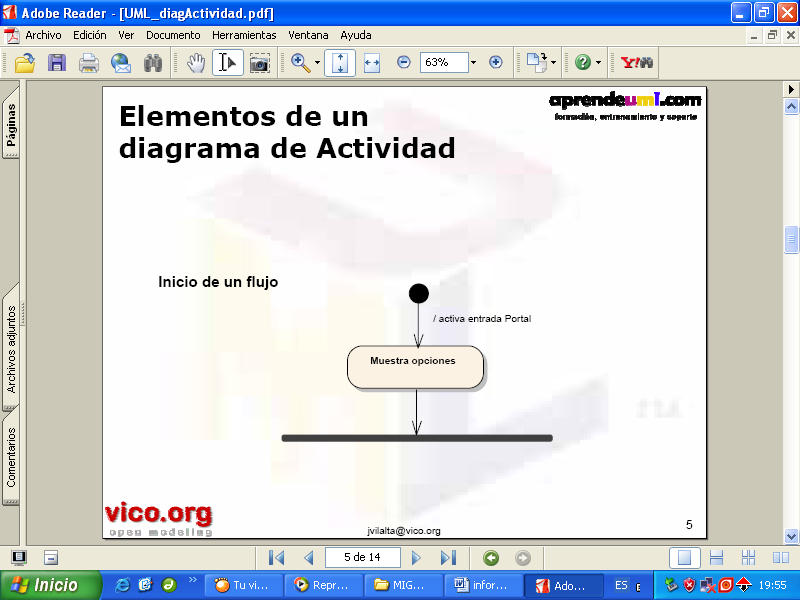 Adobe Reader - [UML_diagActividad.pdf]
Archivo Edición Ver Documento Herramientas Ventana Ayuda
63%
Y!
Páginas
Archivos adjuntos
Comentarios
Elementos de un
diagrama de Actividad
aprendeuml.com
formación, entrenamiento y soporte
Inicio de un flujo
/ activa entrada Portal
Muestra opciones
vico.org
open modeling
jvilalta@vico.org
5
5 de 14
Inicio
»
Tu vi...
Repr...
MIG...
infor...
Ado...
ES
19:55